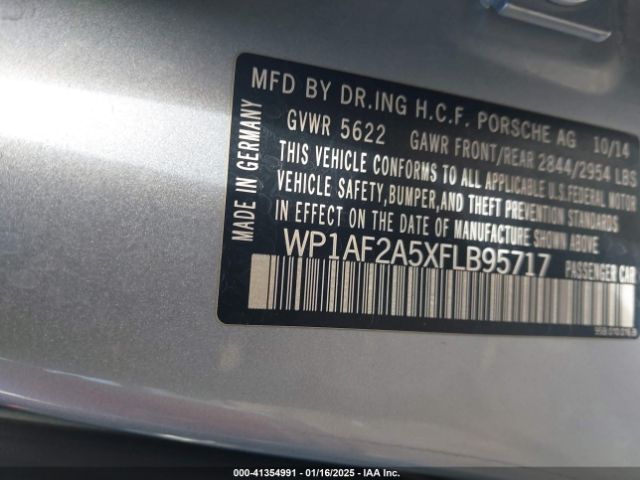 MFD BY DR.ING H.C.F. PORSCHE AG 10/14
GVWR 5622 GAWR FRONT/REAR 2844/2954 LBS
THIS VEHICLE CONFORMS TO ALL APPLICABLE U.S.FEDERAL MOTOR
VEHICLE SAFETY,BUMPER,AND THEFT PREVENTION STANDARDS
IN EFFECT ON THE DATE OF MANUFACTURE SHOWN ABOVE.
WP1AF2A5XFLB95717 PASSENGER CAR
MADE IN GERMANY
000-41354991 - 01/16/2025 - IAAI.COM